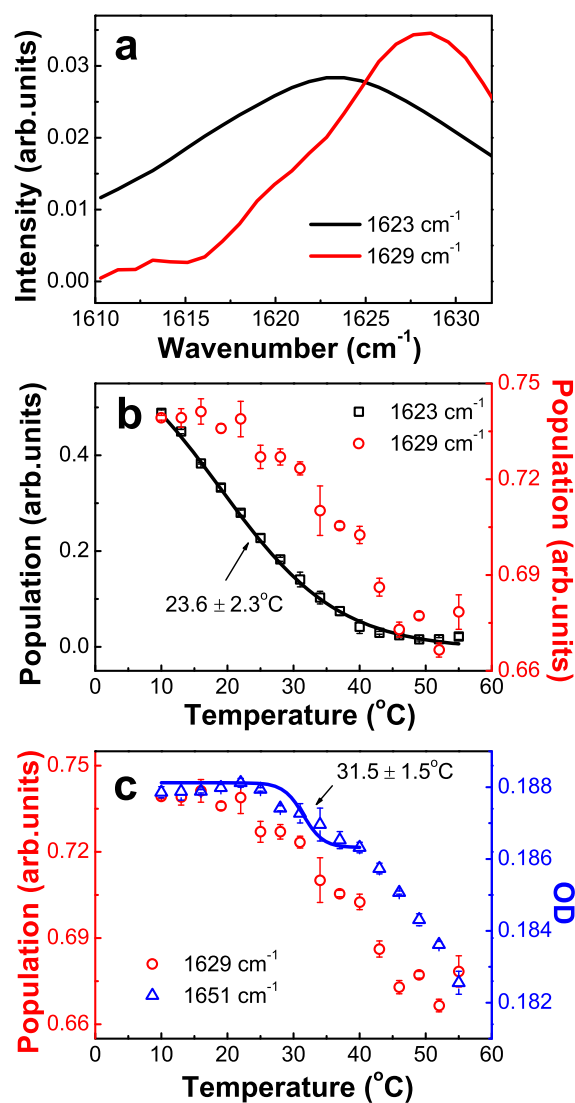 a
Intensity (arb.units)
0.03
0.02
0.01
0.00
1623 cm⁻¹
1629 cm⁻¹
1610 1615 1620 1625 1630
Wavenumber (cm⁻¹)
b
Population (arb.units)
0.4
0.2
0.0
1623 cm⁻¹
1629 cm⁻¹
23.6 ± 2.3°C
0.75
0.72
0.69
0.66
Population (arb.units)
0 10 20 30 40 50 60
Temperature (°C)
c
Population (arb.units)
0.75
0.72
0.69
0.66
31.5 ± 1.5°C
1629 cm⁻¹
1651 cm⁻¹
0.188
0.186
0.184
0.182
OD
0 10 20 30 40 50 60
Temperature (°C)